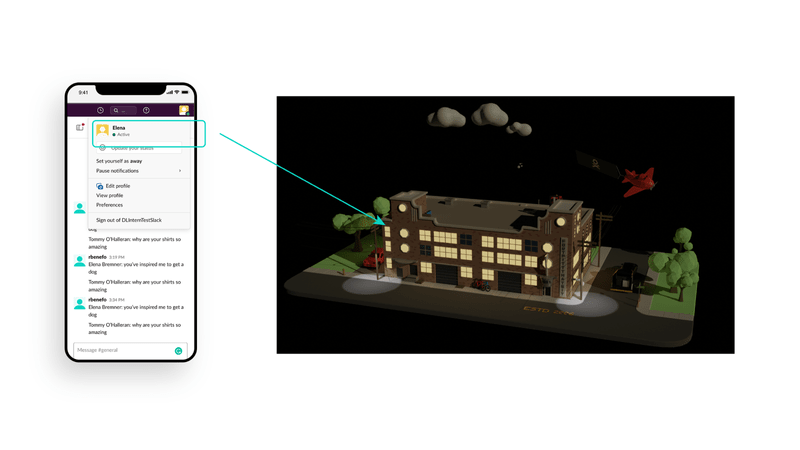 9:41
...
Elena
Active
Update your status
Set yourself as away
Pause notifications
Edit profile
View profile
Preferences
Sign out of DLInternTestSlack
dog
Tommy O'Halleran: why are your shirts so
amazing
rbenefo 3:19 PM
Elena Bremner: you've inspired me to get a
dog
Tommy O'Halleran: why are your shirts so
amazing
rbenefo 3:24 PM
Elena Bremner: you've inspired me to get a
dog
Tommy O'Halleran: why are your shirts so
amazing
Message #general